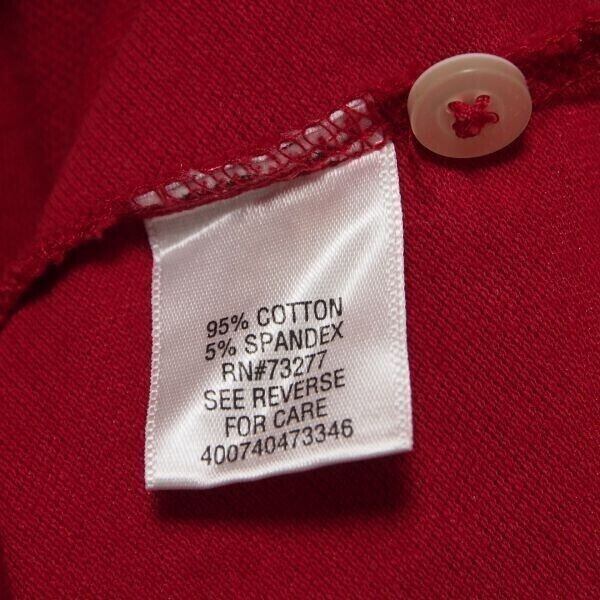 95% COTTON
5% SPANDEX
RN#73277
SEE REVERSE
FOR CARE
400740473346